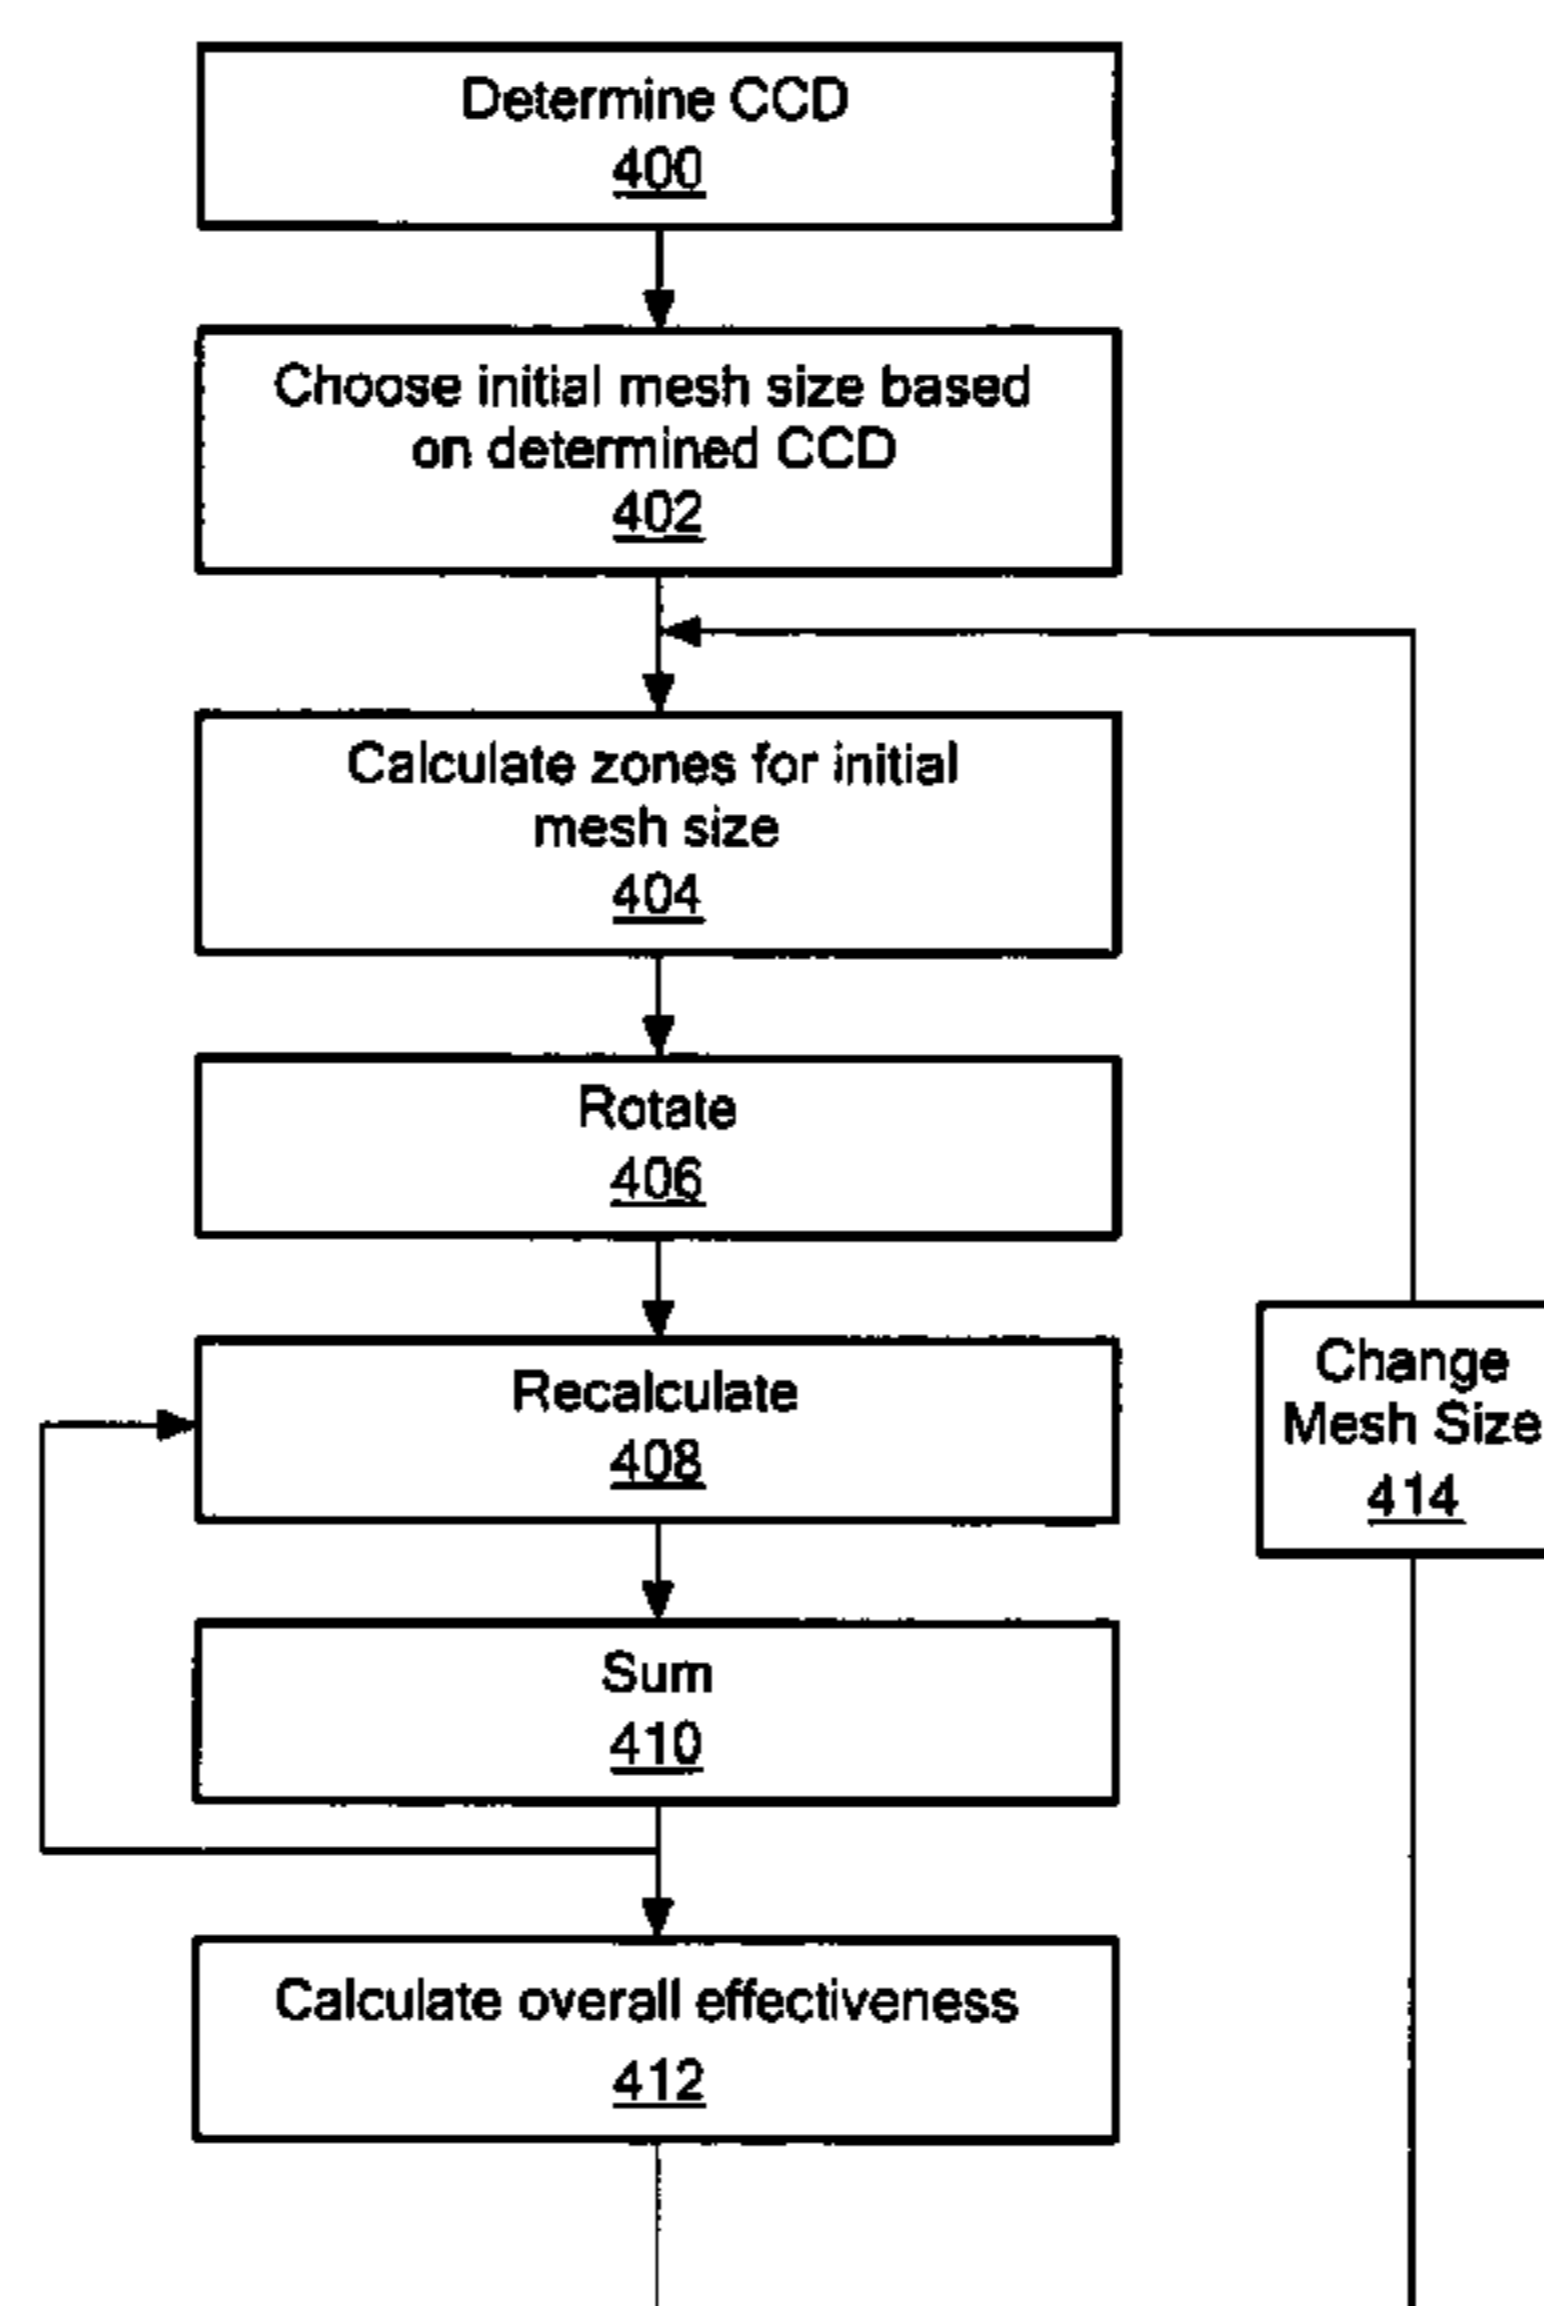 Determine CCD
400
Choose initial mesh size based
on determined CCD
402
Calculate zones for initial
mesh size
404
Rotate
406
Recalculate
408
Change
Mesh Size
414
Sum
410
Calculate overall effectiveness
412